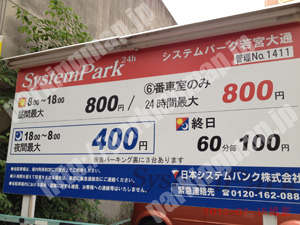 SystemPark 24h
システムパーク若宮大通
管理No.1411
8:00~18:00
昼間最大
800円/
⑥番車室のみ
24時間最大
800円
18:00~8:00
夜間最大
400円
終日
60分毎100円
当パーキング裏に3台あります
日本システムバンク株式会社
緊急連絡先
0120-162-088